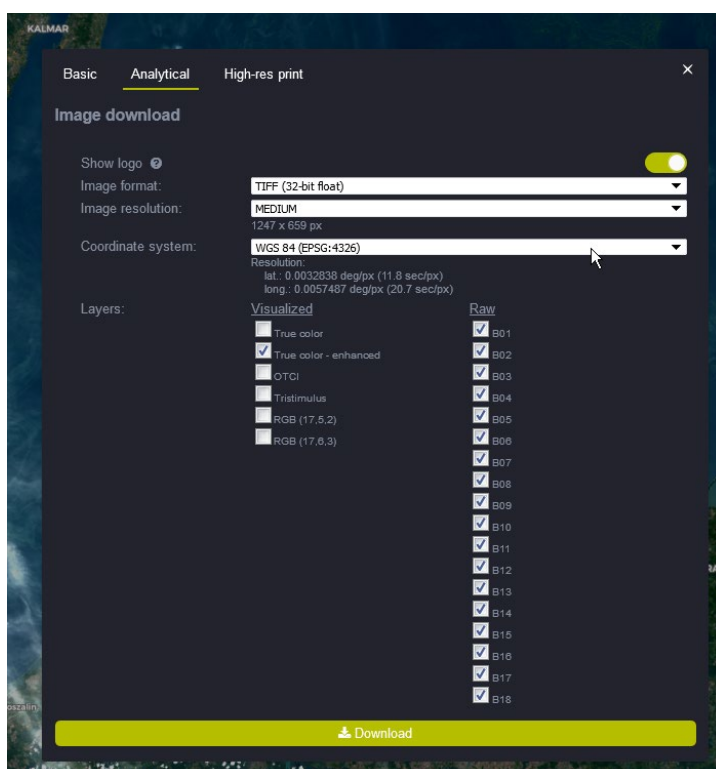 KALMAR
Basic Analytical High-res print ×
Image download
Show logo ?
Image format: TIFF (32-bit float)
Image resolution: MEDIUM
1247 x 659 px
Coordinate system: WGS 84 (EPSG:4326)
Resolution:
lat.: 0.0032838 deg/px (11.8 sec/px)
long.: 0.0057487 deg/px (20.7 sec/px)
Layers: Visualized Raw
True color B01
True color - enhanced B02
OTCI B03
Tristimulus B04
RGB (17,5,2) B05
RGB (17,6,3) B06
B07
B08
B09
B10
B11
B12
B13
B14
B15
B16
B17
B18
oszalin
Download